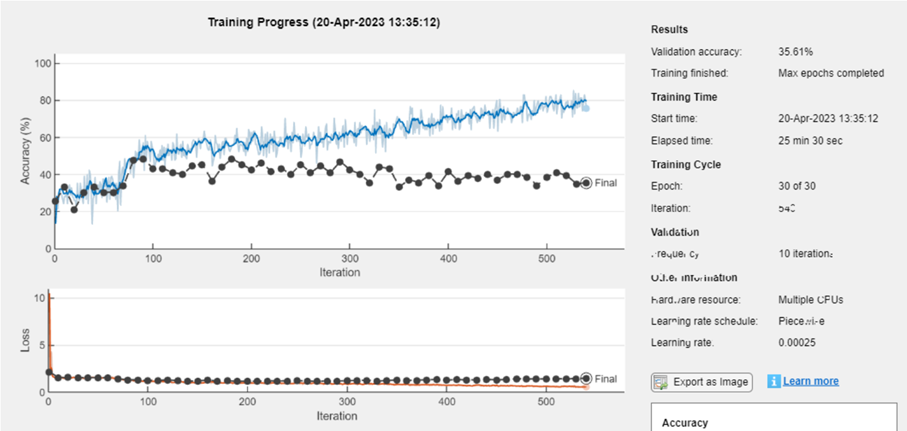 Training Progress (20-Apr-2023 13:35:12)
100
80
60
40
20
0
Accuracy (%)
Final
0 100 200 300 400 500
Iteration
10
5
0
Loss
Final
0 100 200 300 400 500
Iteration
Results
Validation accuracy: 35.61%
Training finished: Max epochs completed
Training Time
Start time: 20-Apr-2023 13:35:12
Elapsed time: 25 min 30 sec
Training Cycle
Epoch: 30 of 30
Iteration:
Validation
10 iterations
Other Information
Hardware resource: Multiple
Learning rate schedule:
Learning rate: 0.00025
Export as Image
Learn more
Accuracy